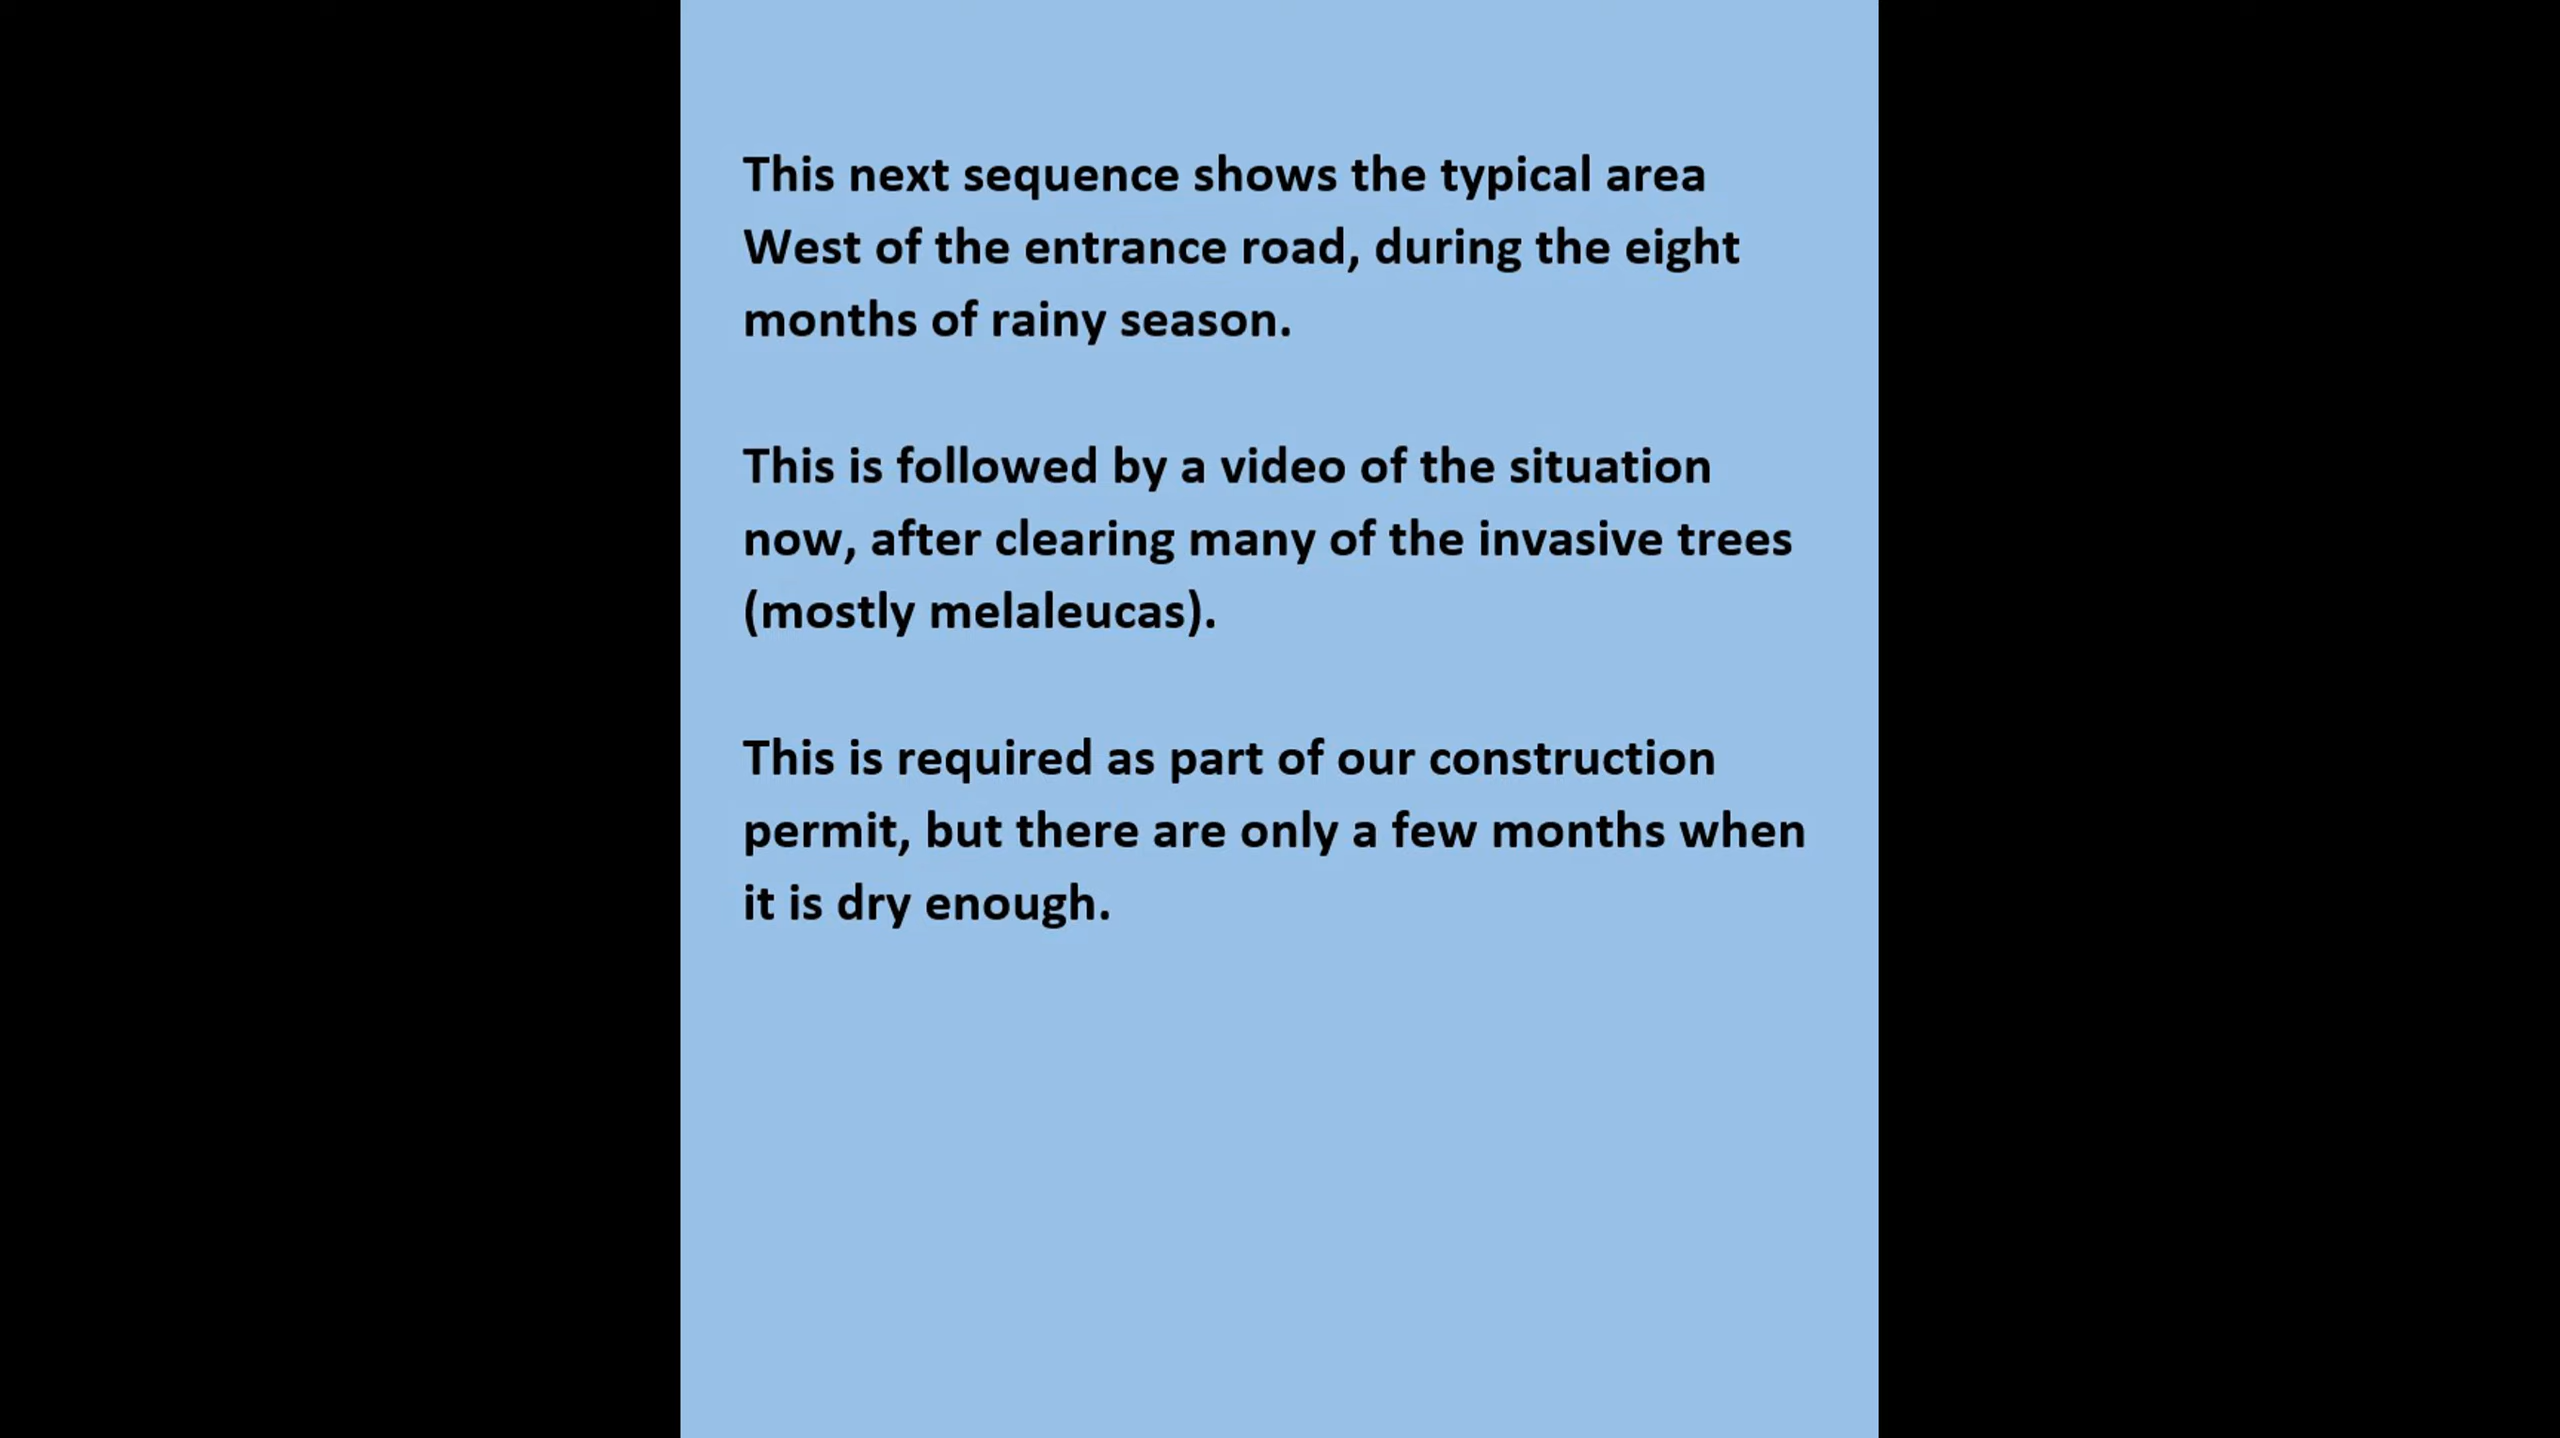 This next sequence shows the typical area
West of the entrance road, during the eight
months of rainy season.
This is followed by a video of the situation
now, after clearing many of the invasive trees
(mostly melaleucas).
This is required as part of our construction
permit, but there are only a few months when
it is dry enough.